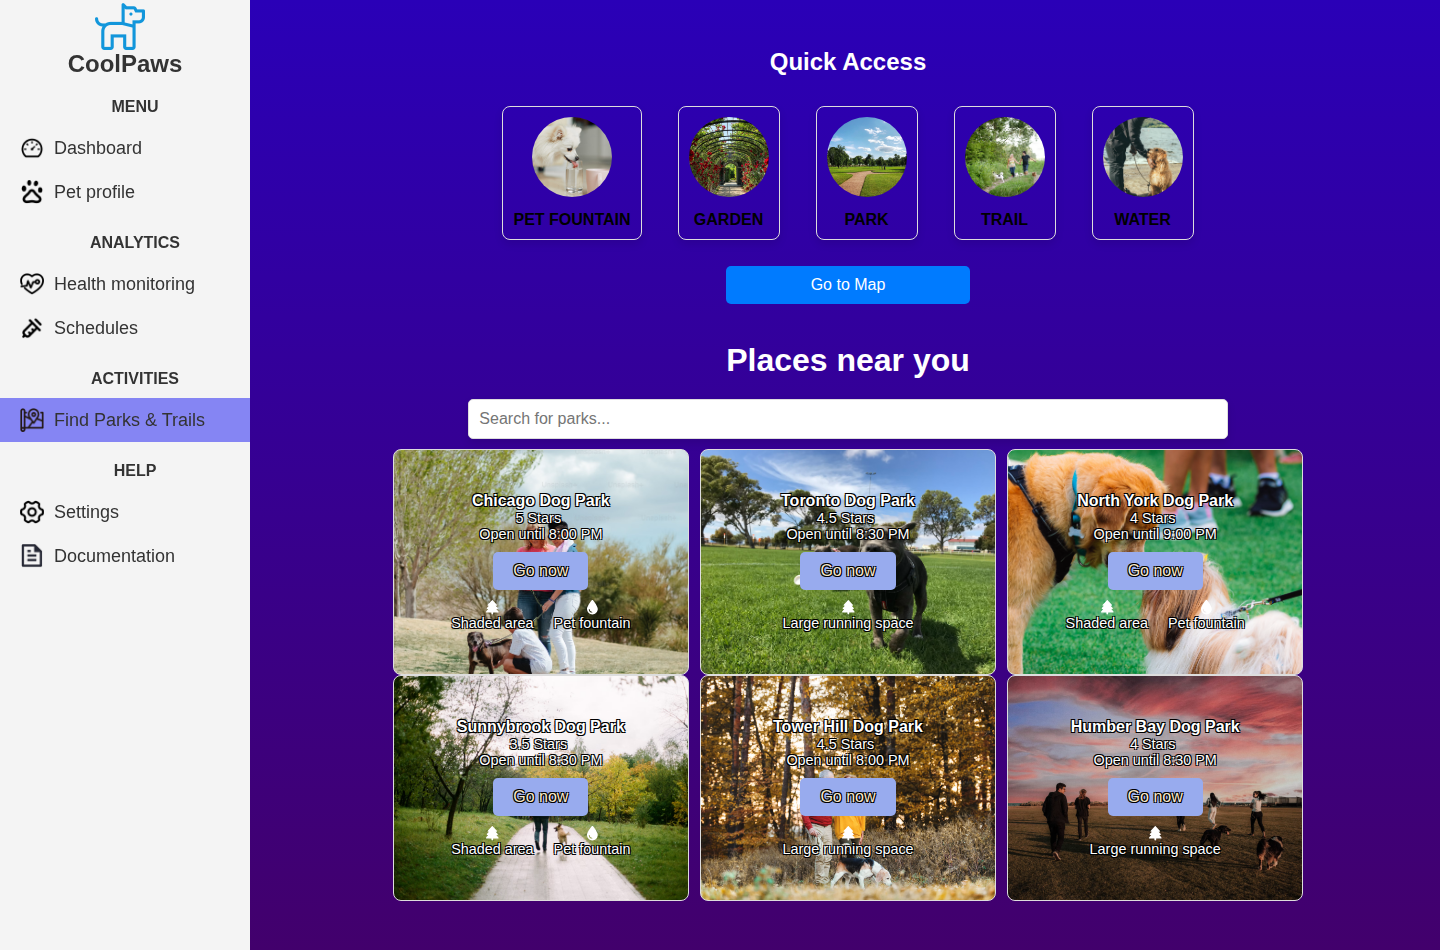 CoolPaws
MENU
Dashboard
Pet profile
ANALYTICS
Health monitoring
Schedules
ACTIVITIES
Find Parks & Trails
HELP
Settings
Documentation
Quick Access
PET FOUNTAIN
GARDEN
PARK
TRAIL
WATER
Go to Map
Places near you
Search for parks...
Chicago Dog Park
5 Stars
Open until 8:00 PM
Go now
Shaded area
Pet fountain
Toronto Dog Park
4.5 Stars
Open until 8:30 PM
Go now
Large running space
North York Dog Park
4 Stars
Open until 9:00 PM
Go now
Shaded area
Pet fountain
Sunnybrook Dog Park
3.5 Stars
Open until 8:30 PM
Go now
Shaded area
Pet fountain
Tower Hill Dog Park
4.5 Stars
Open until 8:00 PM
Go now
Large running space
Humber Bay Dog Park
4 Stars
Open until 8:30 PM
Go now
Large running space